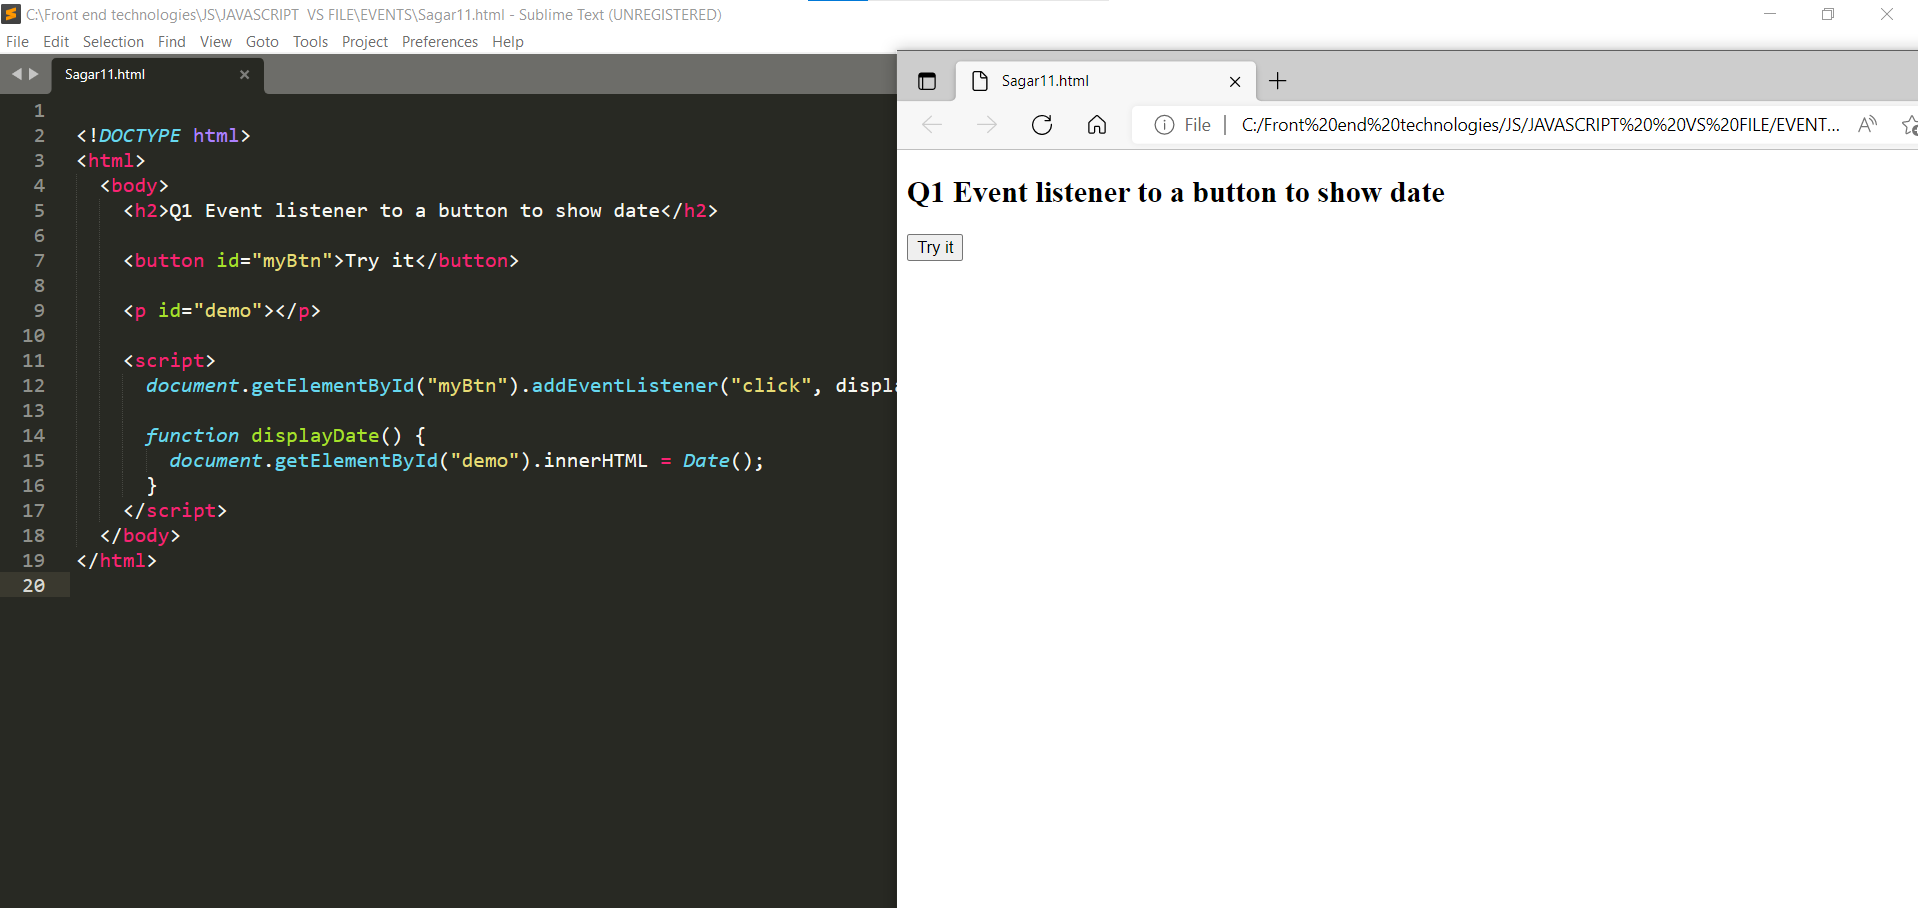 C:\Front end technologies\JS\JAVASCRIPT  VS FILE\EVENTS\Sagar11.html - Sublime Text (UNREGISTERED)
File Edit Selection Find View Goto Tools Project Preferences Help
Sagar11.html
1
2 <!DOCTYPE html>
3 <html>
4   <body>
5     <h2>Q1 Event listener to a button to show date</h2>
6
7     <button id="myBtn">Try it</button>
8
9     <p id="demo"></p>
10
11     <script>
12       document.getElementById("myBtn").addEventListener("click", displa
13
14       function displayDate() {
15         document.getElementById("demo").innerHTML = Date();
16       }
17     </script>
18   </body>
19 </html>
20
Sagar11.html
File | C:/Front%20end%20technologies/JS/JAVASCRIPT%20%20VS%20FILE/EVENT...
Q1 Event listener to a button to show date
Try it